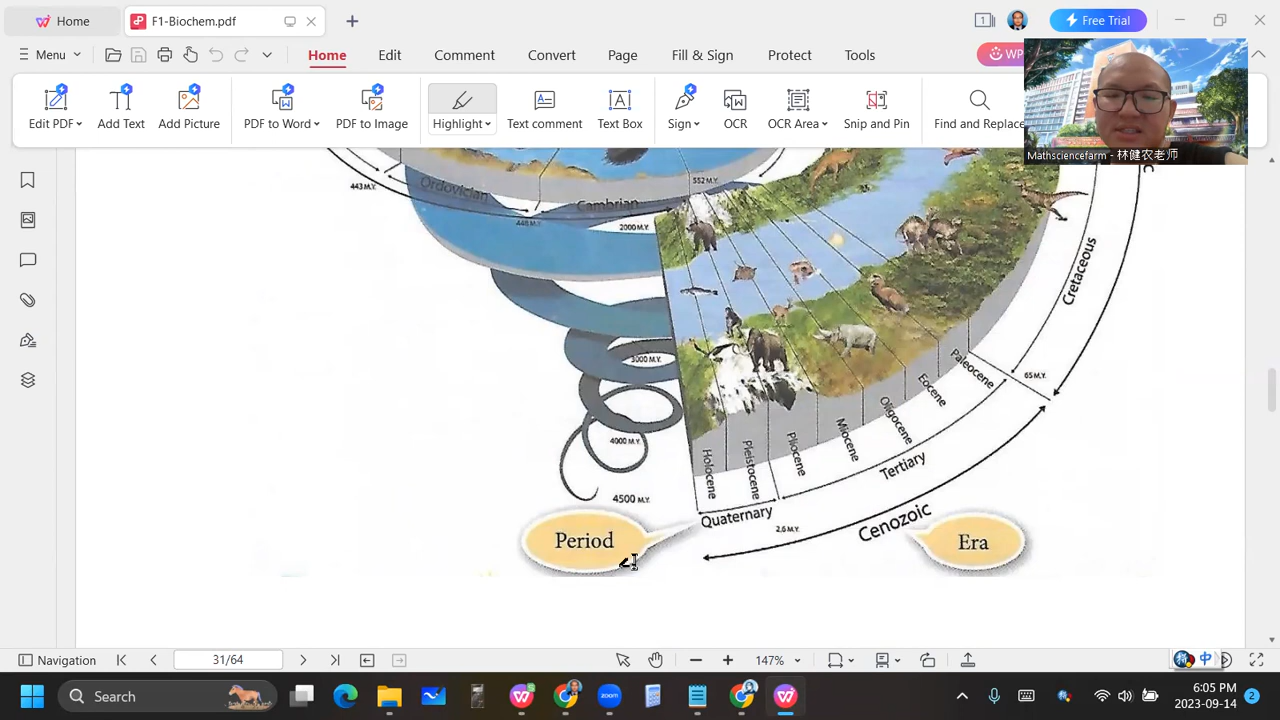 Home
F1-Biochem.pdf
1
Free Trial
Menu
Home
Edit
Comment
Convert
Page
Fill & Sign
Protect
Tools
WP
Edit PDF
Add Text
Add Picture
PDF to Word
PDF to Image
Highlight
Text comment
Text Box
Sign
OCR
OCR Area
Snip and Pin
Find and Replace
Mathsciencefarm - 林健农老师
443 M.Y.
Ordovician
Cambrian
552 M.Y.
2000 M.Y.
3000 M.Y.
4000 M.Y.
4500 M.Y.
Cretaceous
65 M.Y.
Paleocene
Eocene
Oligocene
Miocene
Pliocene
Pleistocene
Holocene
Tertiary
Quaternary
2,6 M.Y.
Cenozoic
Period
Era
Navigation
31/64
147%
中
Search
6:05 PM
2023-09-14
2